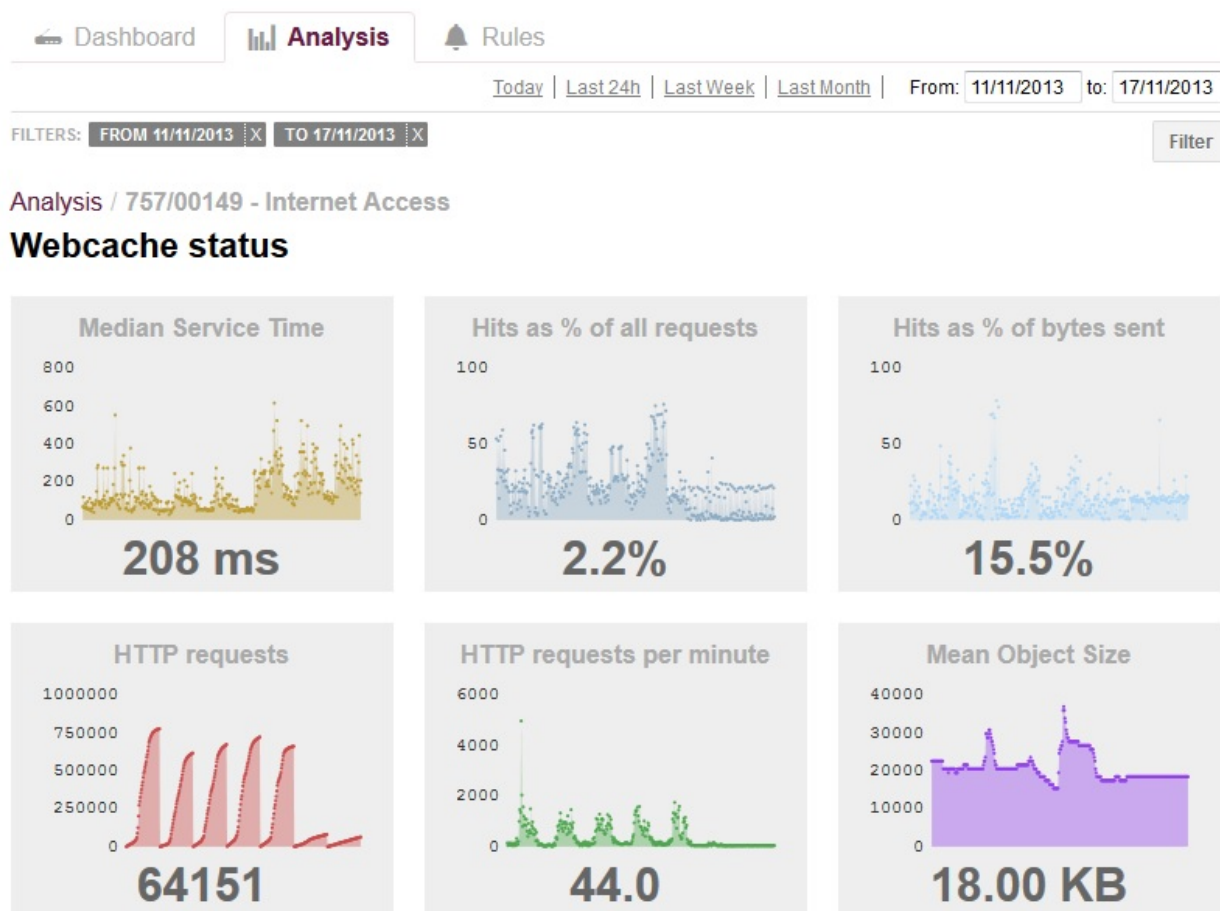 Dashboard Analysis Rules
Today | Last 24h | Last Week | Last Month | From: 11/11/2013 to: 17/11/2013
FILTERS: FROM 11/11/2013 X TO 17/11/2013 X Filter
Analysis / 757/00149 - Internet Access
Webcache status
Median Service Time
800
600
400
200
0
208 ms
Hits as % of all requests
100
50
0
2.2%
Hits as % of bytes sent
100
50
0
15.5%
HTTP requests
1000000
750000
500000
250000
0
64151
HTTP requests per minute
6000
4000
2000
0
44.0
Mean Object Size
40000
30000
20000
10000
0
18.00 KB